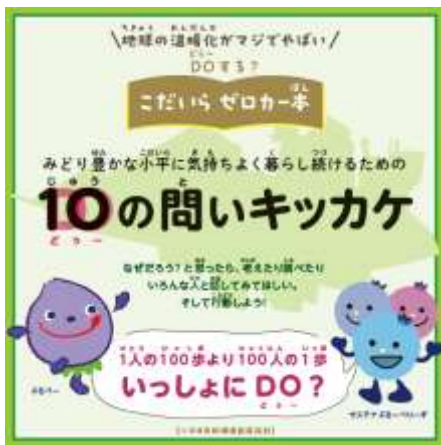 \地球の温暖化がマジでやばい/
DOする?
こだいら ゼロカー本
みどり豊かな小平に気持ちよく暮らし続けるための
10の問いキッカケ
なぜだろう?と思ったら、考えたり調べたり
いろんな人と話してみてほしい。
そして行動しよう!
1人の100歩より100人の1歩
いっしょにDO?
ぶるべー